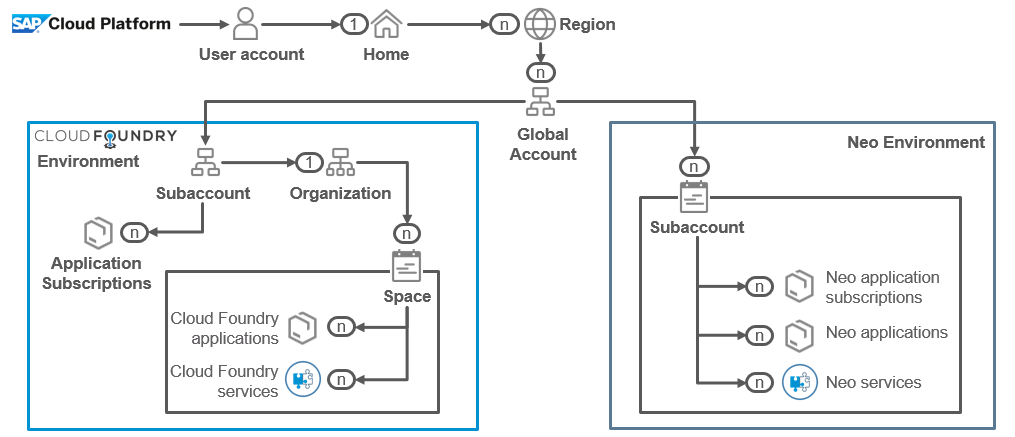 SAP Cloud Platform
User account
1
Home
n
Region
n
Global
Account
CLOUD FOUNDRY
Environment
Subaccount
1
Organization
n
Application
Subscriptions
n
Space
Cloud Foundry
applications
n
Cloud Foundry
services
n
Neo Environment
n
Subaccount
n
Neo application
subscriptions
n
Neo applications
n
Neo services